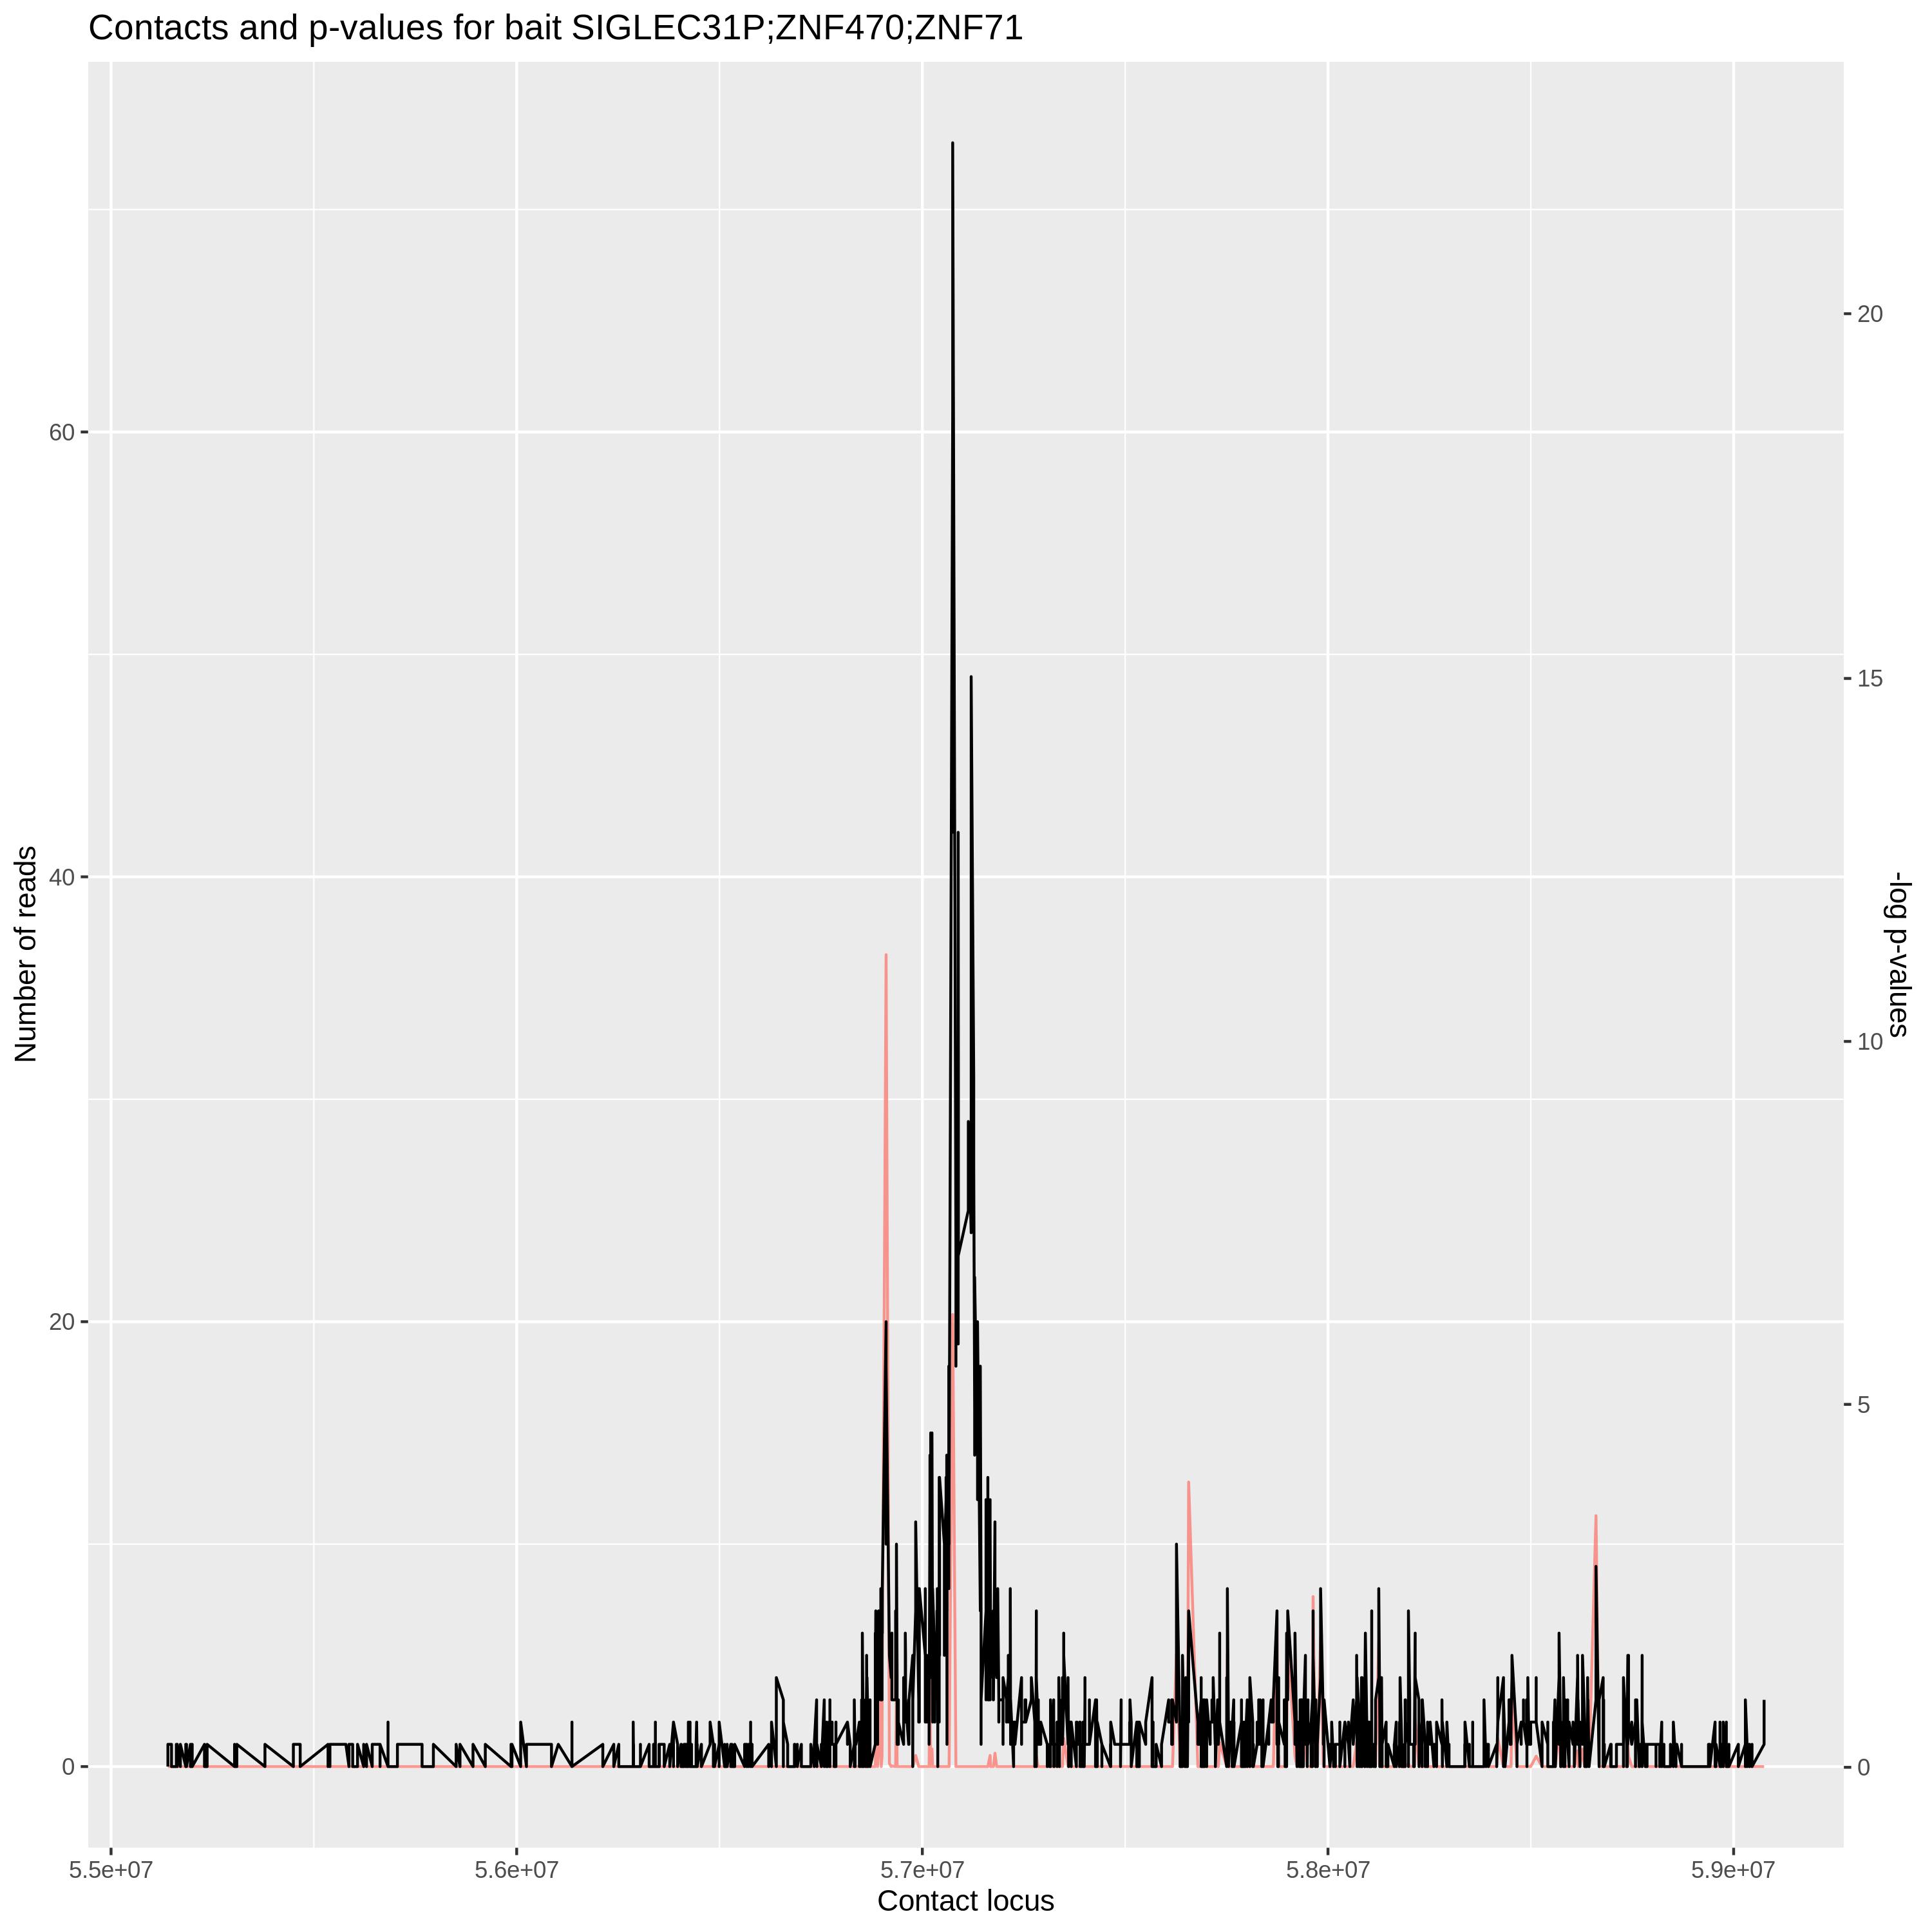 Contacts and p-values for bait SIGLEC31P;ZNF470;ZNF71
Number of reads
60
40
20
0
20
15
10
5
0
-log p-values
5.5e+07
5.6e+07
5.7e+07
5.8e+07
5.9e+07
Contact locus